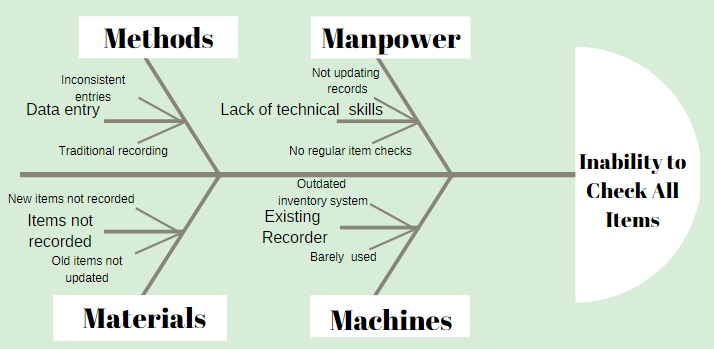 Methods
Manpower
Inconsistent
entries
Data entry
Traditional recording
Not updating
records
Lack of technical skills
No regular item checks
Inability to
Check All
Items
New items not recorded
Items not
recorded
Old items not
updated
Outdated
inventory system
Existing
Recorder
Barely used
Materials
Machines